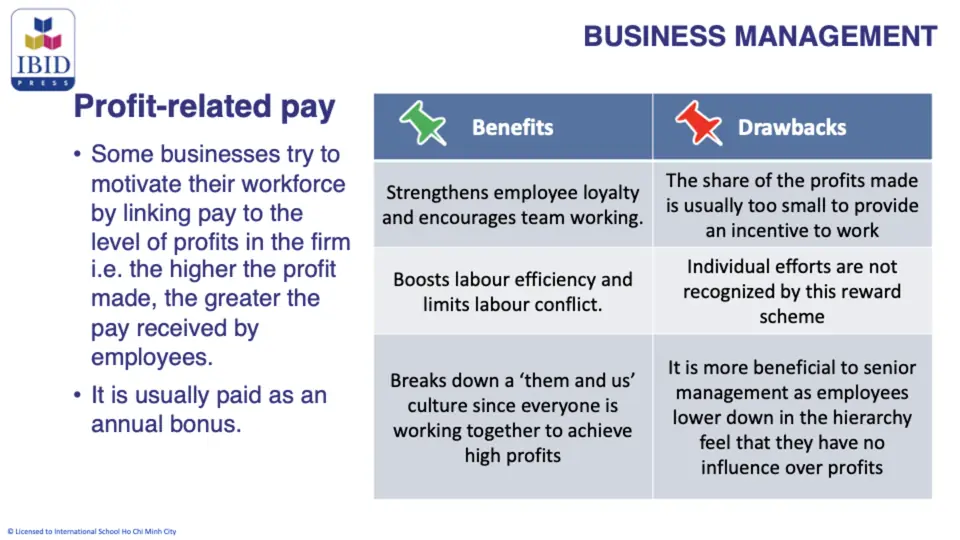 IBID
PRESS
BUSINESS MANAGEMENT
Profit-related pay
• Some businesses try to
motivate their workforce
by linking pay to the
level of profits in the firm
i.e. the higher the profit
made, the greater the
pay received by
employees.
• It is usually paid as an
annual bonus.
Benefits
Drawbacks
Strengthens employee loyalty
and encourages team working.
The share of the profits made
is usually too small to provide
an incentive to work
Boosts labour efficiency and
limits labour conflict.
Individual efforts are not
recognized by this reward
scheme
Breaks down a ‘them and us’
culture since everyone is
working together to achieve
high profits
It is more beneficial to senior
management as employees
lower down in the hierarchy
feel that they have no
influence over profits
© Licensed to International School Ho Chi Minh City